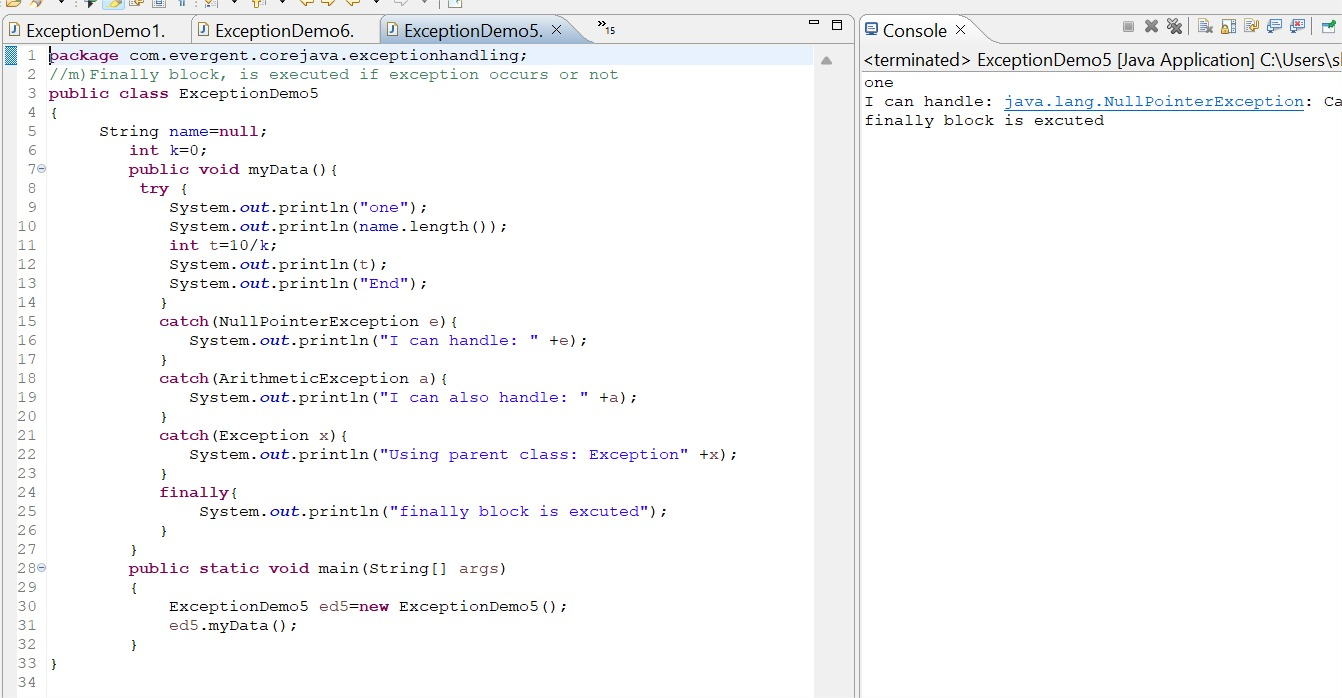 ExceptionDemo1.
ExceptionDemo6.
ExceptionDemo5.
»15
1 package com.evergent.corejava.exceptionhandling;
2 //m)Finally block, is executed if exception occurs or not
3 public class ExceptionDemo5
4 {
5 String name=null;
6 int k=0;
7 public void myData(){
8 try {
9 System.out.println("one");
10 System.out.println(name.length());
11 int t=10/k;
12 System.out.println(t);
13 System.out.println("End");
14 }
15 catch(NullPointerException e){
16 System.out.println("I can handle: " +e);
17 }
18 catch(ArithmeticException a){
19 System.out.println("I can also handle: " +a);
20 }
21 catch(Exception x){
22 System.out.println("Using parent class: Exception" +x);
23 }
24 finally{
25 System.out.println("finally block is excuted");
26 }
27 }
28 public static void main(String[] args)
29 {
30 ExceptionDemo5 ed5=new ExceptionDemo5();
31 ed5.myData();
32 }
33 }
34
Console
<terminated> ExceptionDemo5 [Java Application] C:\Users\s
one
I can handle: java.lang.NullPointerException: Ca
finally block is excuted